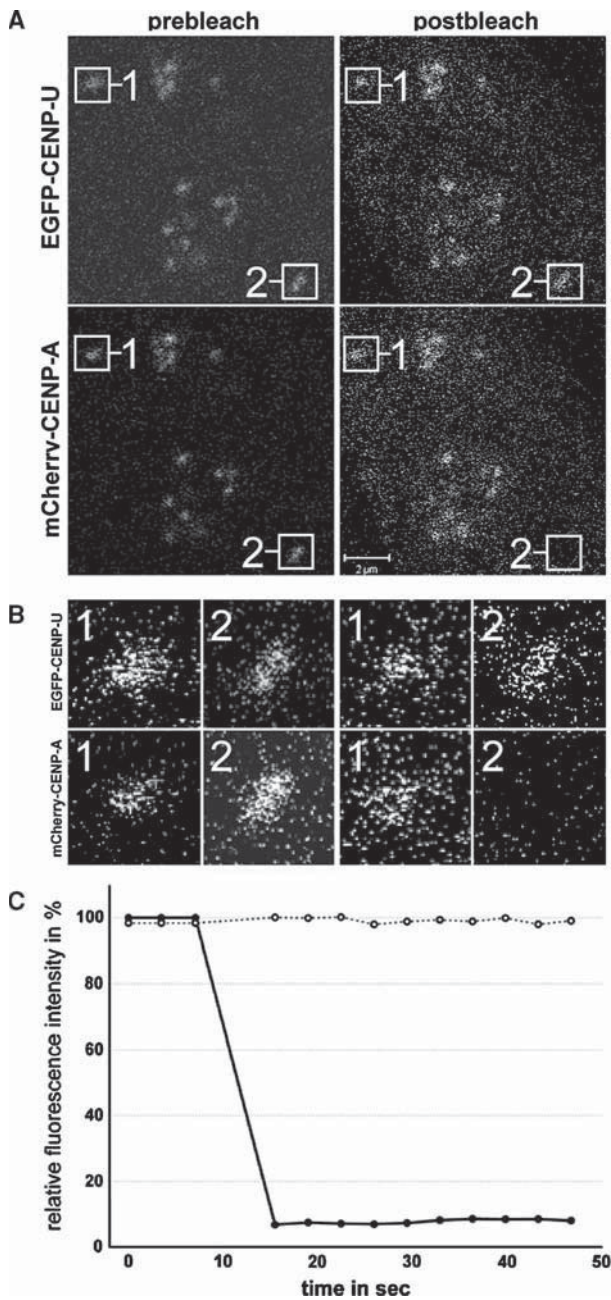 A prebleach postbleach
EGFP-CENP-U
1 1
2 2
mCherrv-CENP-A
1 1
2 2
2 µm
B
EGFP-CENP-U
1 2 1 2
mCherry-CENP-A
1 2 1 2
C
relative fluorescence intensity in %
100
80
60
40
20
0
0 10 20 30 40 50
time in sec